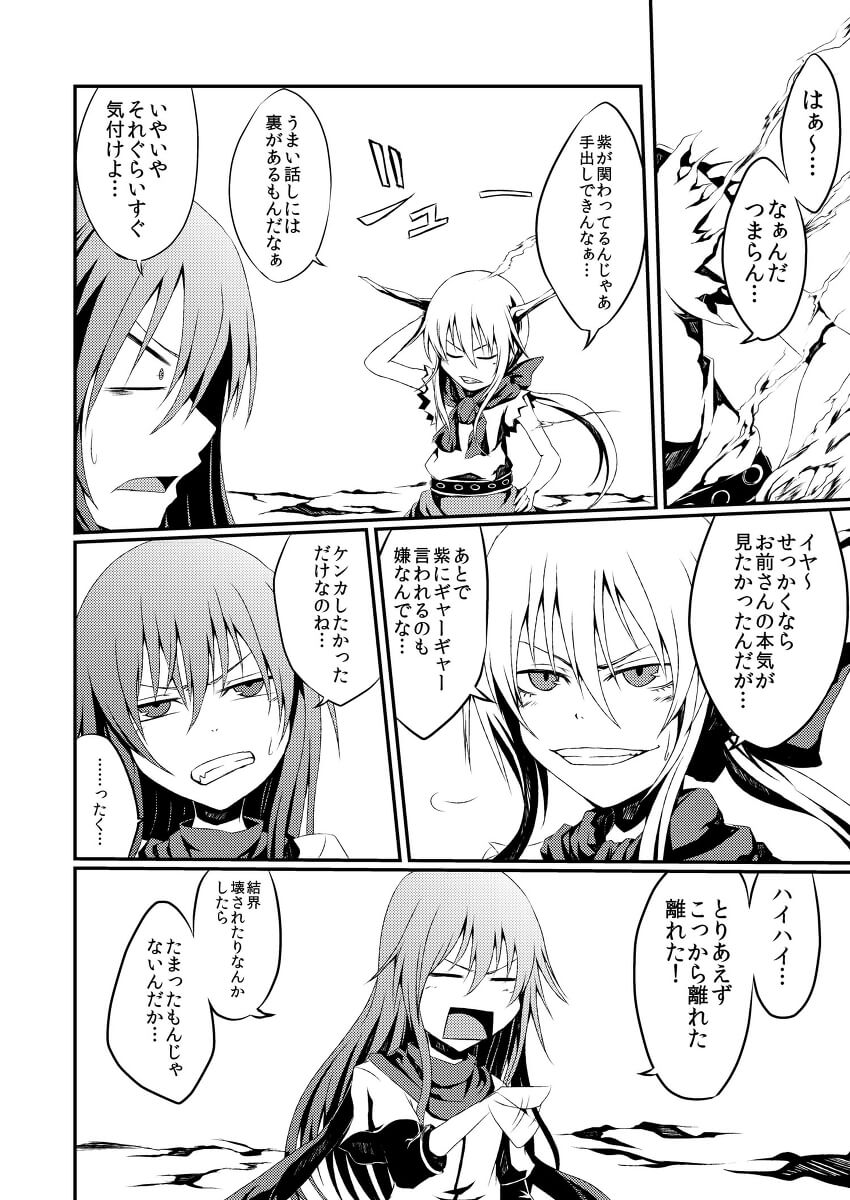 はぁ～…
なぁんだ
つまらん…
紫が関わってるんじゃあ
手出しできんなぁ…
シュー
うまい話しには
裏があるもんだなぁ
いやいや
それぐらいすぐ
気付けよ…
イヤ～
せっかくなら
お前さんの本気が
見たかったんだが…
あとで
紫にギャーギャー
言われるのも
嫌なんでな…
ケンカしたかった
だけなのね…
……ったく…
ハイハイ…
とりあえず
こっから離れた
離れた！
結界
壊されたりなんか
したら
たまったもんじゃ
ないんだか…